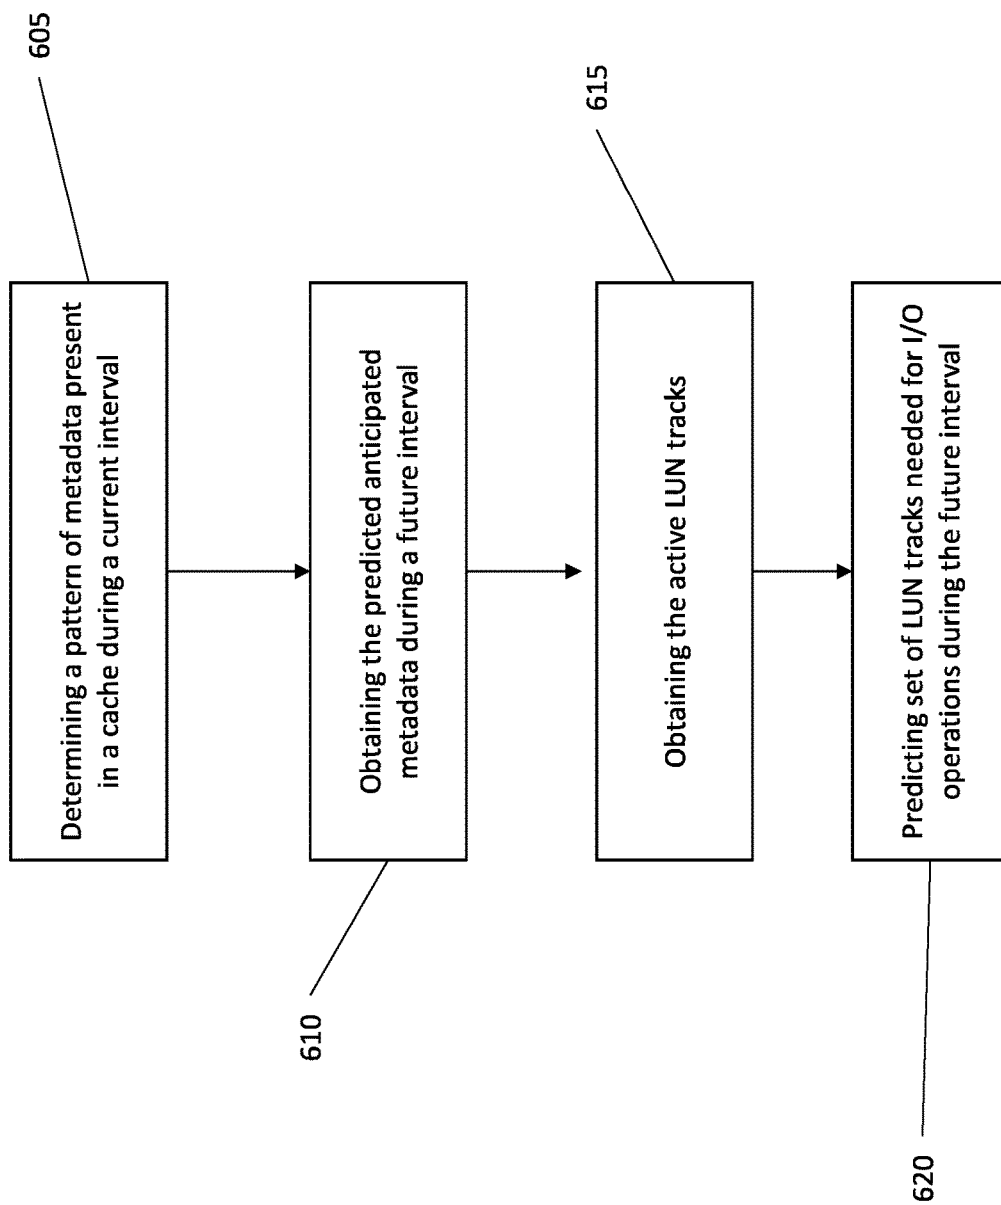 605
Determining a pattern of metadata present
in a cache during a current interval
610
Obtaining the predicted anticipated
metadata during a future interval
615
Obtaining the active LUN tracks
620
Predicting set of LUN tracks needed for I/O
operations during the future interval